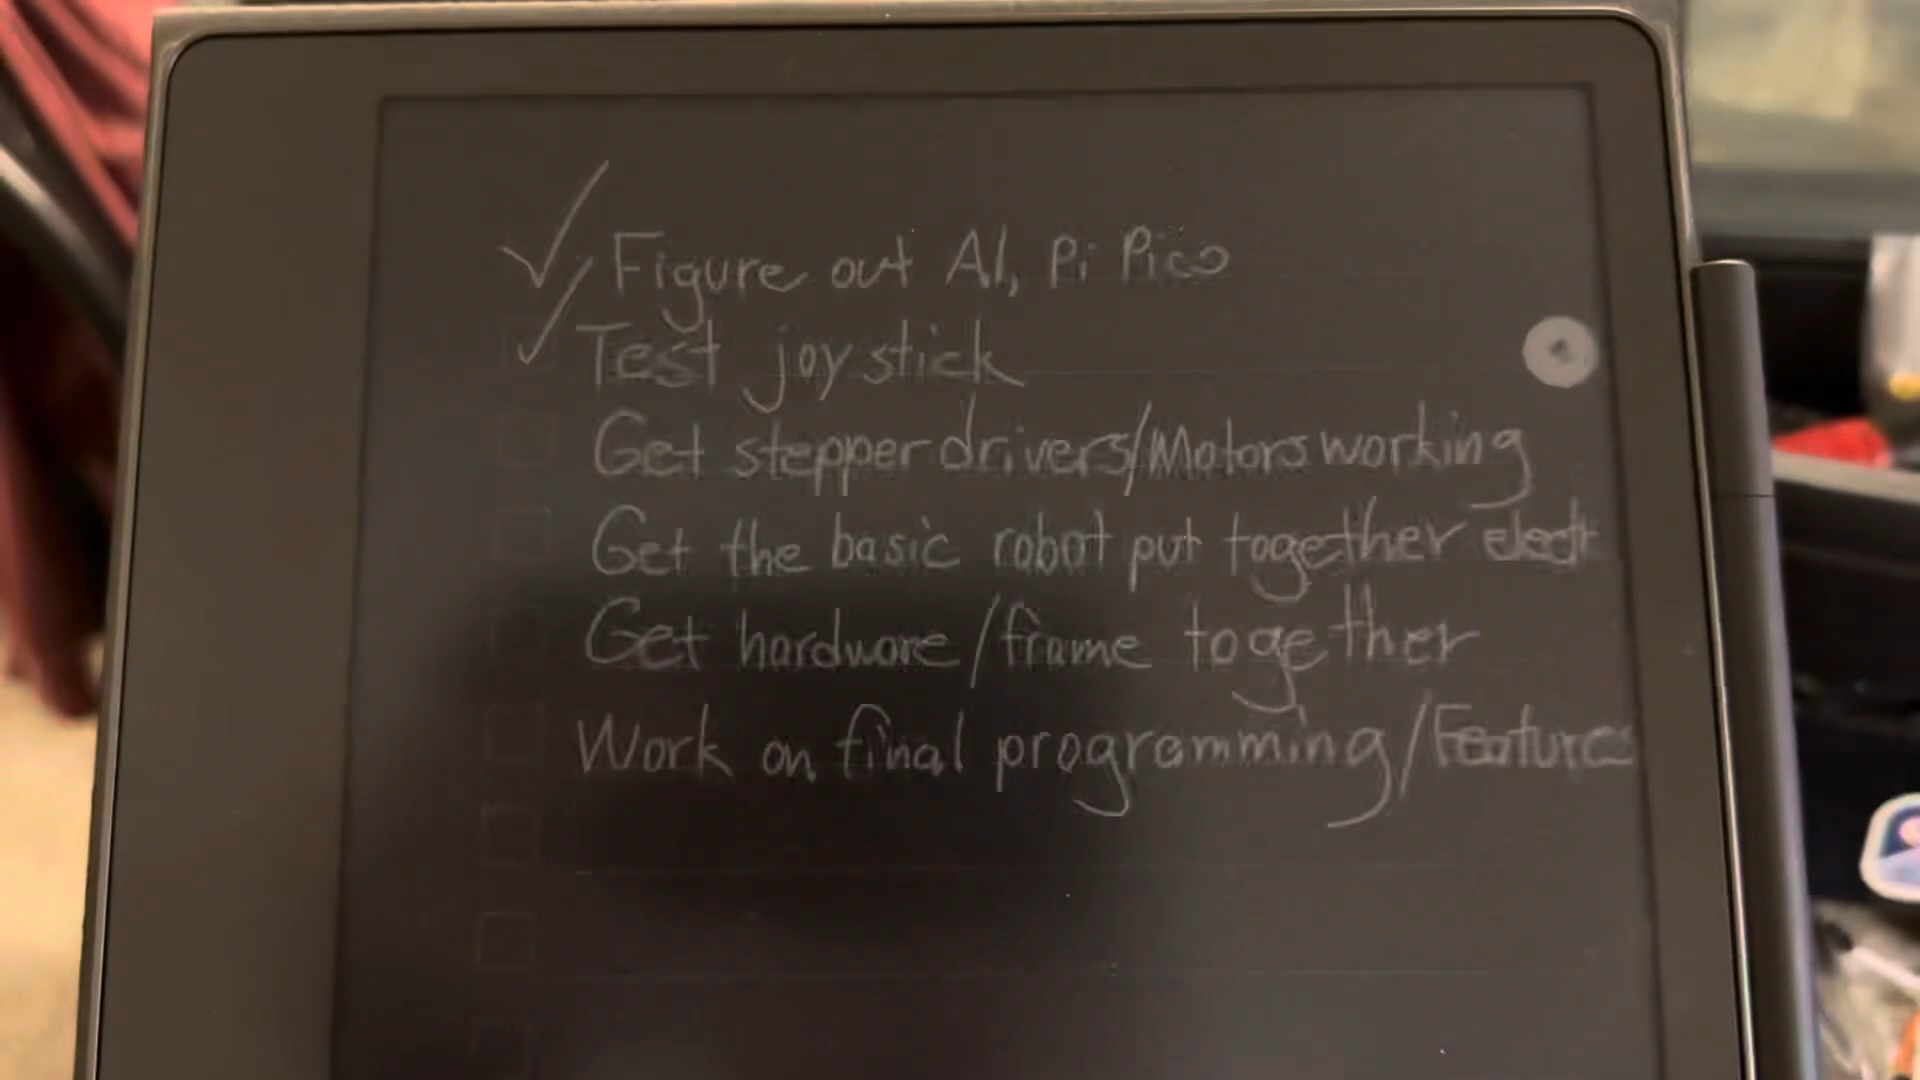 ✓ Figure out AI, Pi Pico
✓ Test joystick
Get stepper drivers/Motors working
Get the basic robot put together elect
Get hardware/frame together
Work on final programming/Features